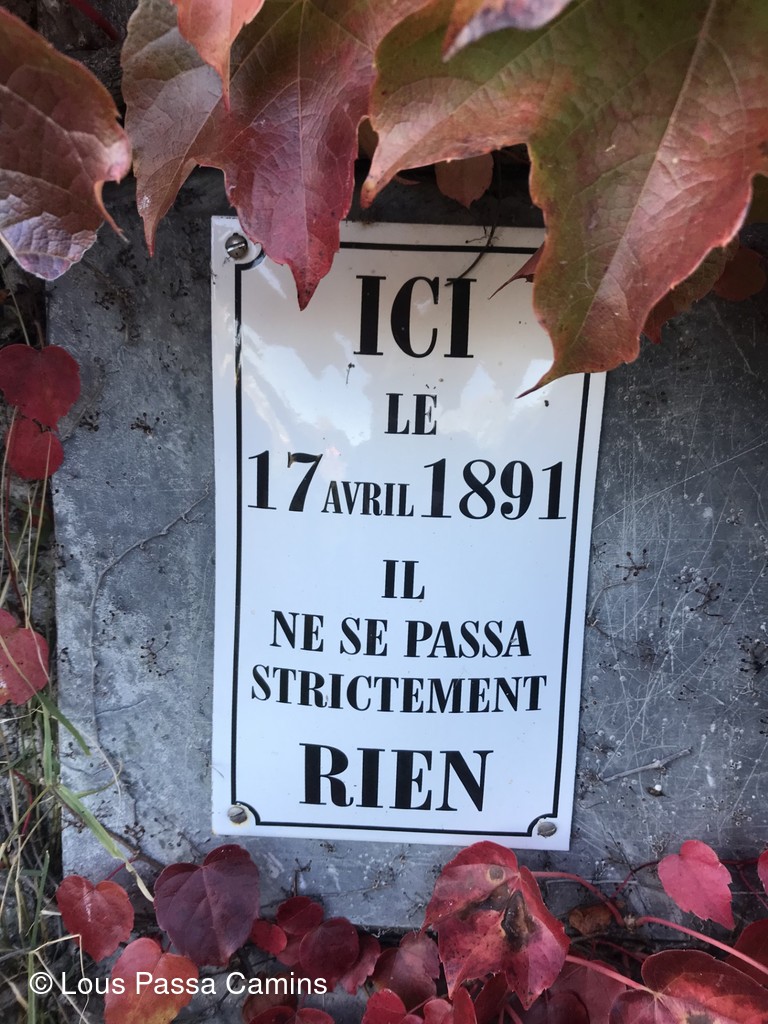 ICI
LE
17 AVRIL 1891
IL
NE SE PASSA
STRICTEMENT
RIEN
© Lous Passa Camins